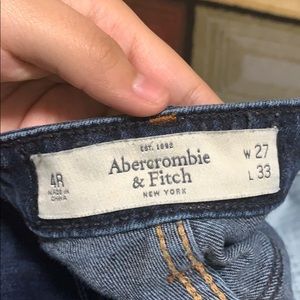 EST. 1892
Abercrombie
& Fitch
NEW YORK
4R
MADE IN
CHINA
W 27
L 33